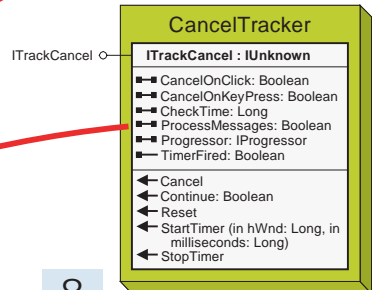 CancelTracker
ITrackCancel
ITrackCancel : IUnknown
CancelOnClick: Boolean
CancelOnKeyPress: Boolean
CheckTime: Long
ProcessMessages: Boolean
Progressor: IProgressor
TimerFired: Boolean
Cancel
Continue: Boolean
Reset
StartTimer (in hWnd: Long, in
milliseconds: Long)
StopTimer